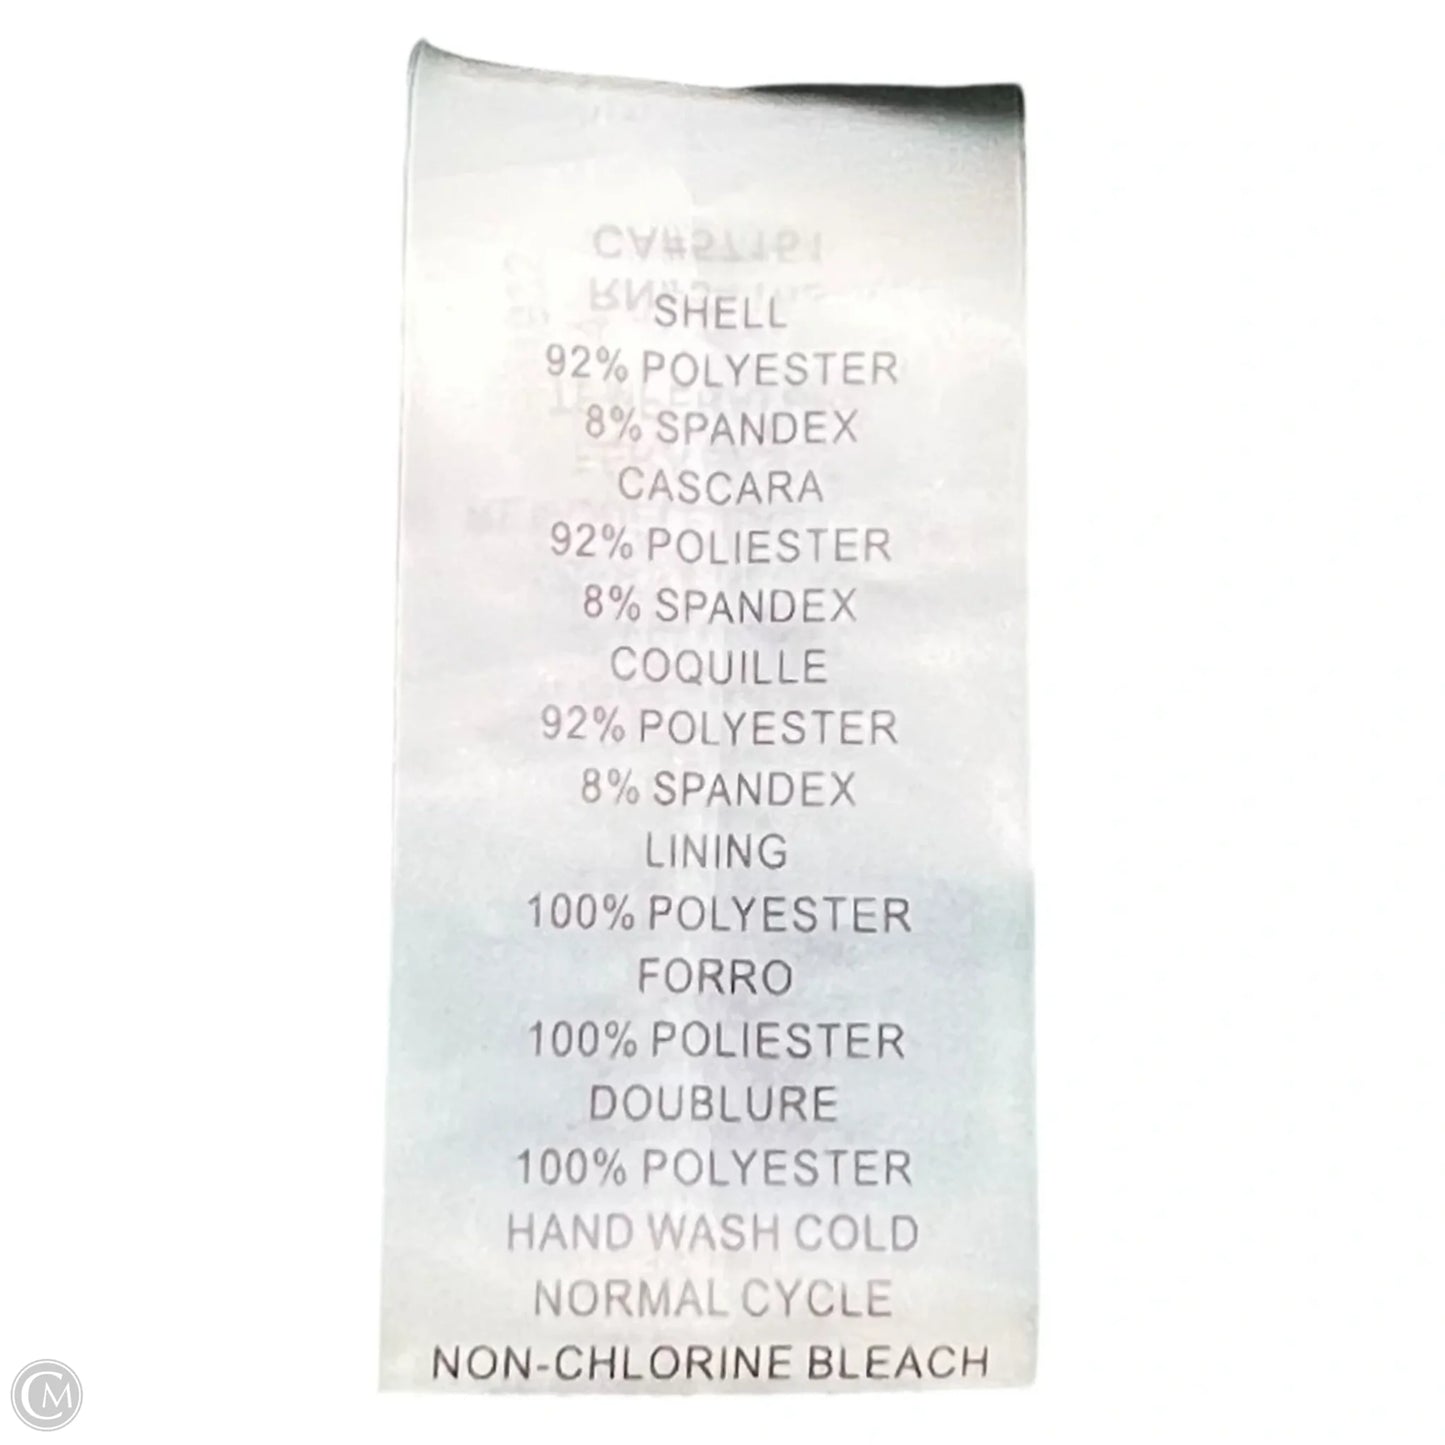 SHELL
92% POLYESTER
8% SPANDEX
CASCARA
92% POLIESTER
8% SPANDEX
COQUILLE
92% POLYESTER
8% SPANDEX
LINING
100% POLYESTER
FORRO
100% POLIESTER
DOUBLURE
100% POLYESTER
HAND WASH COLD
NORMAL CYCLE
NON-CHLORINE BLEACH
CM